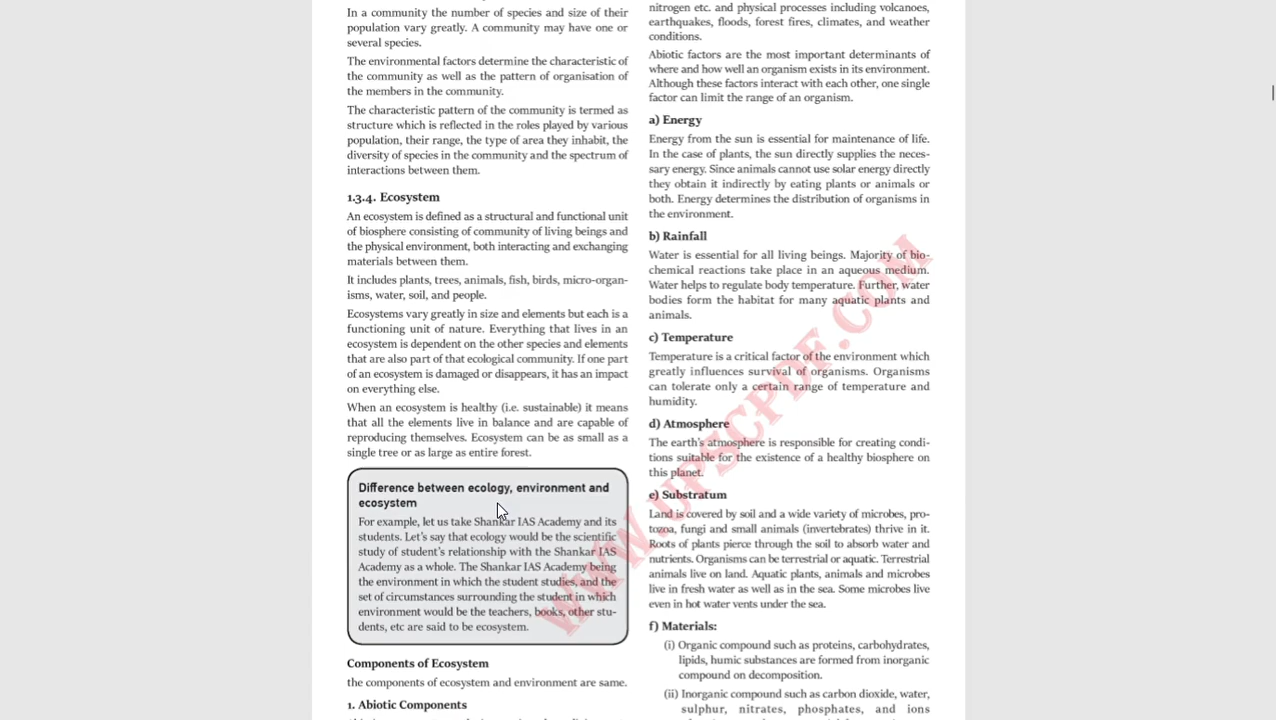 In a community the number of species and size of their
population vary greatly. A community may have one or
several species.
The environmental factors determine the characteristic of
the community as well as the pattern of organisation of
the members in the community.
The characteristic pattern of the community is termed as
structure which is reflected in the roles played by various
population, their range, the type of area they inhabit, the
diversity of species in the community and the spectrum of
interactions between them.
1.3.4. Ecosystem
An ecosystem is defined as a structural and functional unit
of biosphere consisting of community of living beings and
the physical environment, both interacting and exchanging
materials between them.
It includes plants, trees, animals, fish, birds, micro-organ-
isms, water, soil, and people.
Ecosystems vary greatly in size and elements but each is a
functioning unit of nature. Everything that lives in an
ecosystem is dependent on the other species and elements
that are also part of that ecological community. If one part
of an ecosystem is damaged or disappears, it has an impact
on everything else.
When an ecosystem is healthy (i.e. sustainable) it means
that all the elements live in balance and are capable of
reproducing themselves. Ecosystem can be as small as a
single tree or as large as entire forest.
Difference between ecology, environment and
ecosystem
For example, let us take Shankar IAS Academy and its
students. Let's say that ecology would be the scientific
study of student's relationship with the Shankar IAS
Academy as a whole. The Shankar IAS Academy being
the environment in which the student studies, and the
set of circumstances surrounding the student in which
environment would be the teachers, books, other stu-
dents, etc are said to be ecosystem.
Components of Ecosystem
the components of ecosystem and environment are same.
1. Abiotic Components
nitrogen etc. and physical processes including volcanoes,
earthquakes, floods, forest fires, climates, and weather
conditions.
Abiotic factors are the most important determinants of
where and how well an organism exists in its environment.
Although these factors interact with each other, one single
factor can limit the range of an organism.
a) Energy
Energy from the sun is essential for maintenance of life.
In the case of plants, the sun directly supplies the neces-
sary energy. Since animals cannot use solar energy directly
they obtain it indirectly by eating plants or animals or
both. Energy determines the distribution of organisms in
the environment.
b) Rainfall
Water is essential for all living beings. Majority of bio-
chemical reactions take place in an aqueous medium.
Water helps to regulate body temperature. Further, water
bodies form the habitat for many aquatic plants and
animals.
c) Temperature
Temperature is a critical factor of the environment which
greatly influences survival of organisms. Organisms
can tolerate only a certain range of temperature and
humidity.
d) Atmosphere
The earth's atmosphere is responsible for creating condi-
tions suitable for the existence of a healthy biosphere on
this planet.
e) Substratum
Land is covered by soil and a wide variety of microbes, pro-
tozoa, fungi and small animals (invertebrates) thrive in it.
Roots of plants pierce through the soil to absorb water and
nutrients. Organisms can be terrestrial or aquatic. Terrestrial
animals live on land. Aquatic plants, animals and microbes
live in fresh water as well as in the sea. Some microbes live
even in hot water vents under the sea.
f) Materials:
(i) Organic compound such as proteins, carbohydrates,
lipids, humic substances are formed from inorganic
compound on decomposition.
(ii) Inorganic compound such as carbon dioxide, water,
sulphur, nitrates, phosphates, and ions
WWW.UPSCPDF.COM